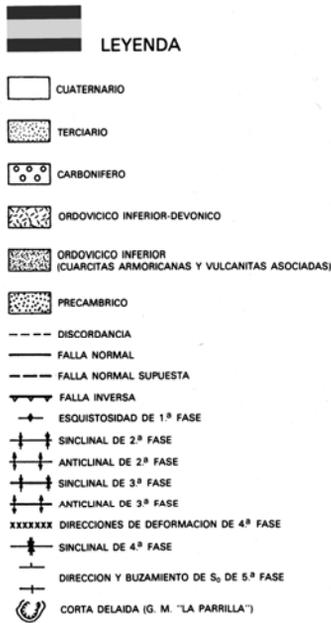 LEYENDA
CUATERNARIO
TERCIARIO
CARBONIFERO
ORDOVICICO INFERIOR-DEVONICO
ORDOVICICO INFERIOR
(CUARCITAS ARMORICANAS Y VULCANITAS ASOCIADAS)
PRECAMBRICO
DISCORDANCIA
FALLA NORMAL
FALLA NORMAL SUPUESTA
FALLA INVERSA
ESQUISTOSIDAD DE 1.ª FASE
SINCLINAL DE 2.ª FASE
ANTICLINAL DE 2.ª FASE
SINCLINAL DE 3.ª FASE
ANTICLINAL DE 3.ª FASE
DIRECCIONES DE DEFORMACION DE 4.ª FASE
SINCLINAL DE 4.ª FASE
DIRECCION Y BUZAMIENTO DE S₀ DE 5.ª FASE
CORTA DELAIDA (G. M. "LA PARRILLA")